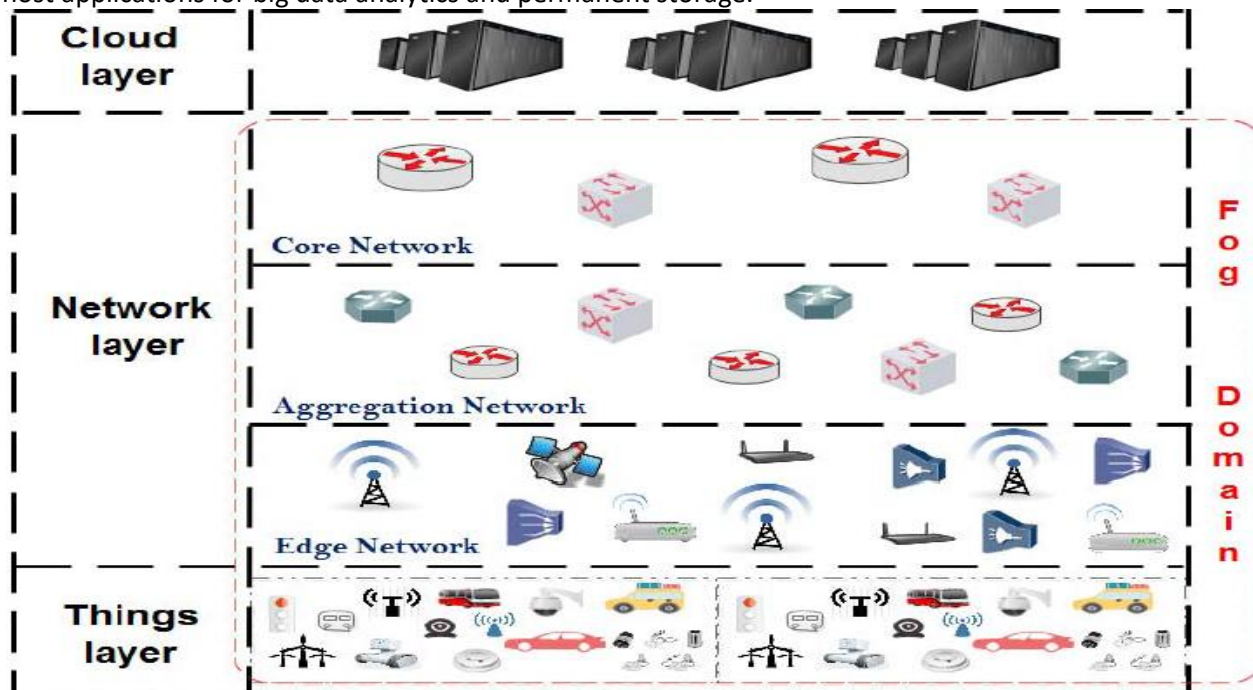 host applications for big data analytics and permanent storage.
Cloud
layer
Core Network
Network
layer
Aggregation Network
Edge Network
Things
layer
Fog
Domain